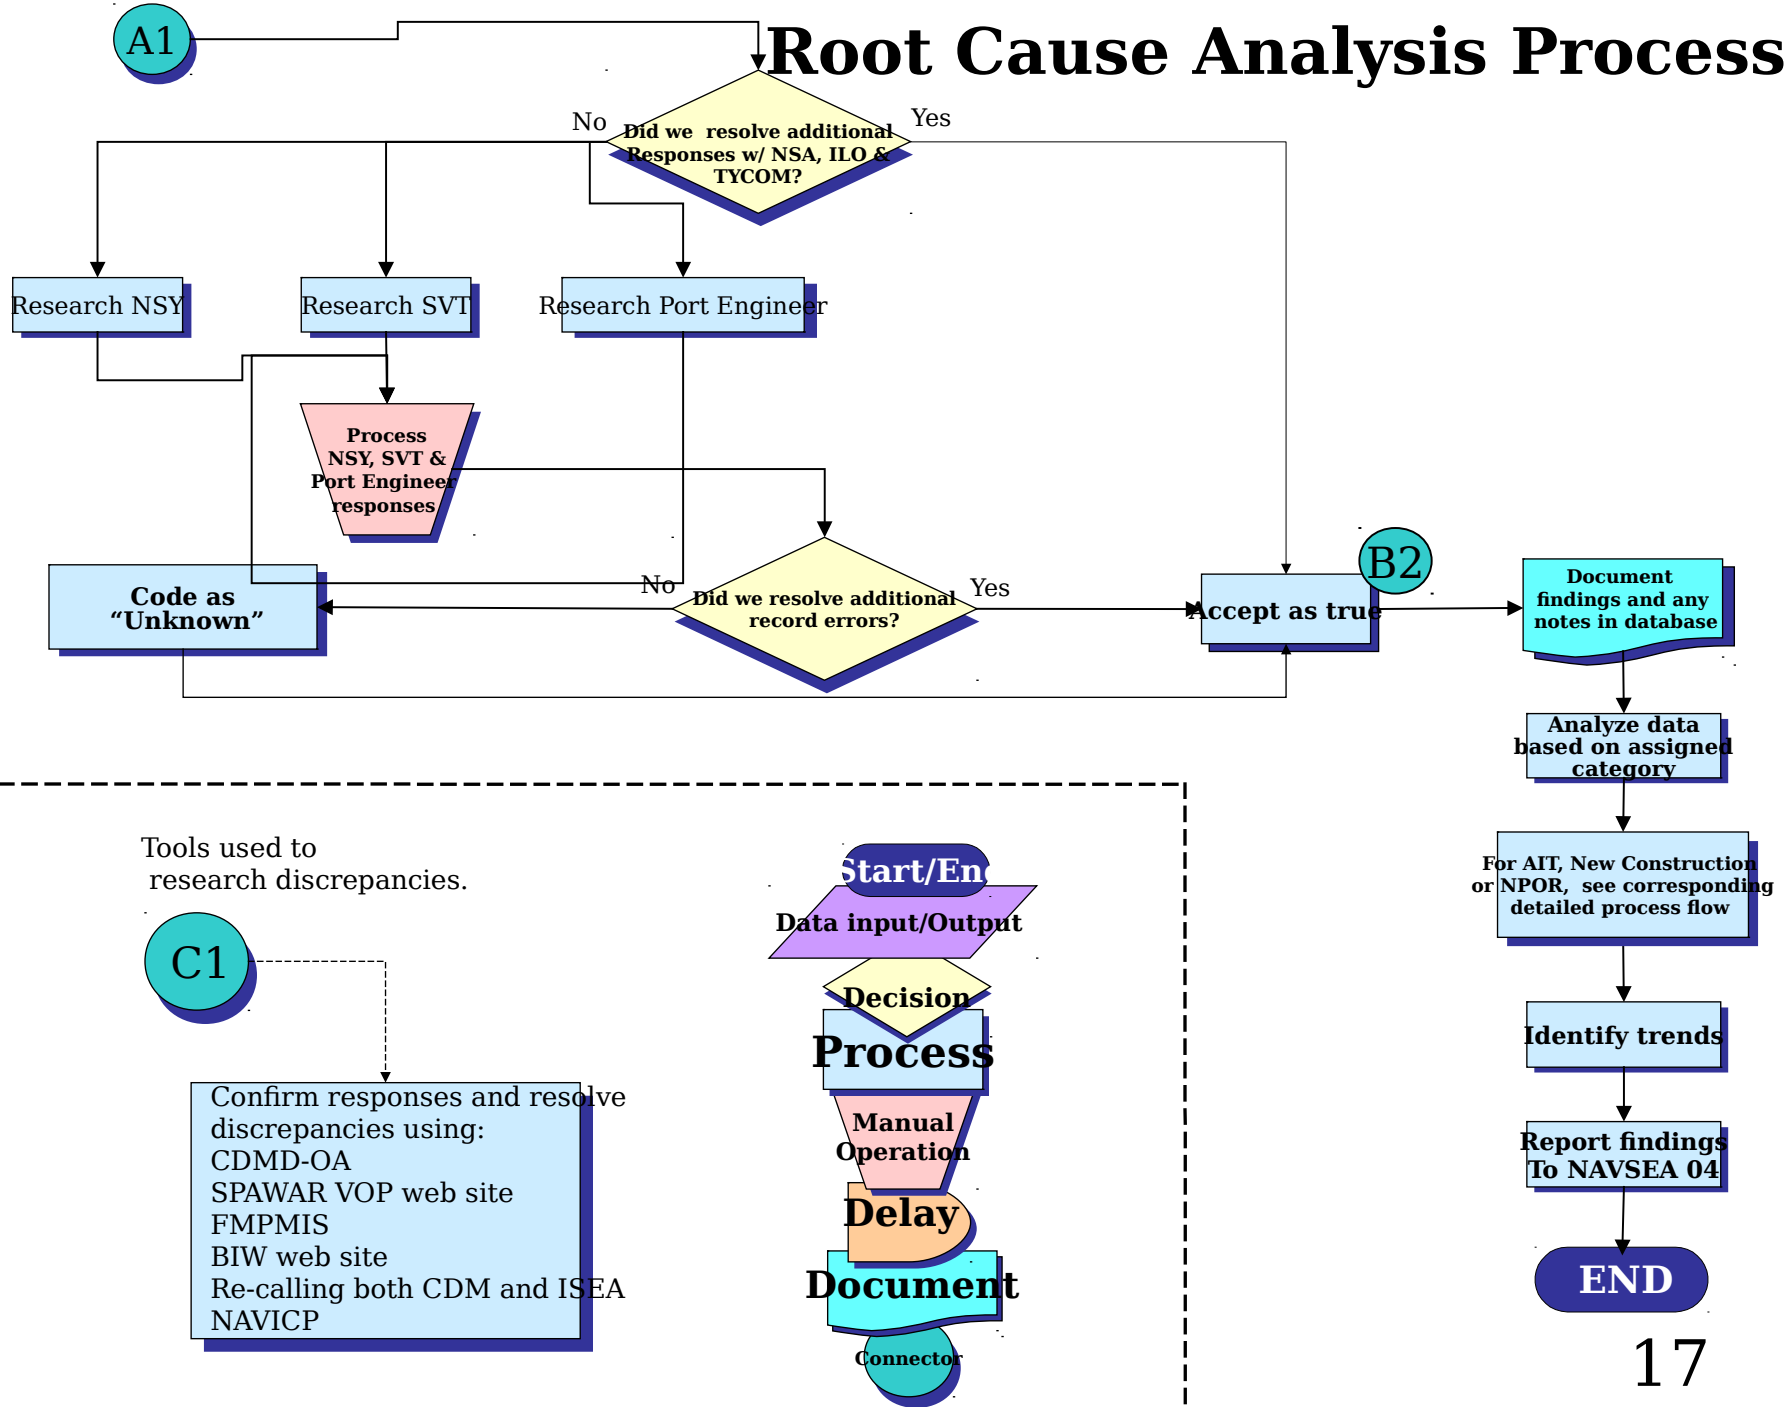 A1
Root Cause Analysis Process
No
Yes
Did we resolve additional
Responses w/ NSA, ILO &
TYCOM?
Research NSY
Research SVT
Research Port Engineer
Process
NSY, SVT &
Port Engineer
responses
Code as
“Unknown”
No
Did we resolve additional
record errors?
Yes
Accept as true
B2
Document
findings and any
notes in database
Analyze data
based on assigned
category
For AIT, New Construction
or NPOR, see corresponding
detailed process flow
Identify trends
Report findings
To NAVSEA 04
END
Tools used to
research discrepancies.
C1
Confirm responses and resolve
discrepancies using:
CDMD-OA
SPAWAR VOP web site
FMPMIS
BIW web site
Re-calling both CDM and ISEA
NAVICP
Start/End
Data input/Output
Decision
Process
Manual
Operation
Delay
Document
Connector
17